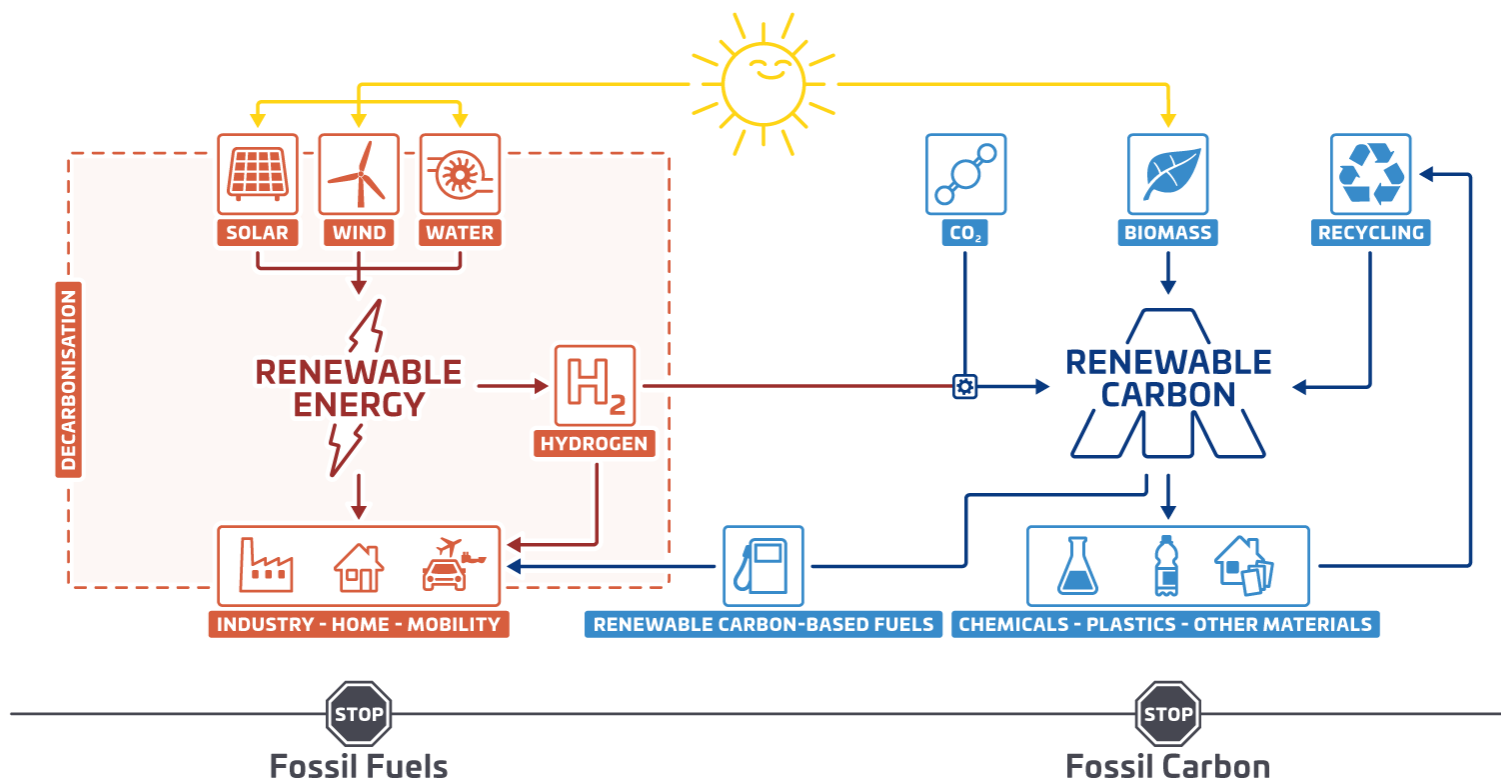 SOLAR
WIND
WATER
CO₂
BIOMASS
RECYCLING
DECARBONISATION
RENEWABLE
ENERGY
H₂
HYDROGEN
RENEWABLE
CARBON
INDUSTRY - HOME - MOBILITY
RENEWABLE CARBON-BASED FUELS
CHEMICALS - PLASTICS - OTHER MATERIALS
STOP
STOP
Fossil Fuels
Fossil Carbon